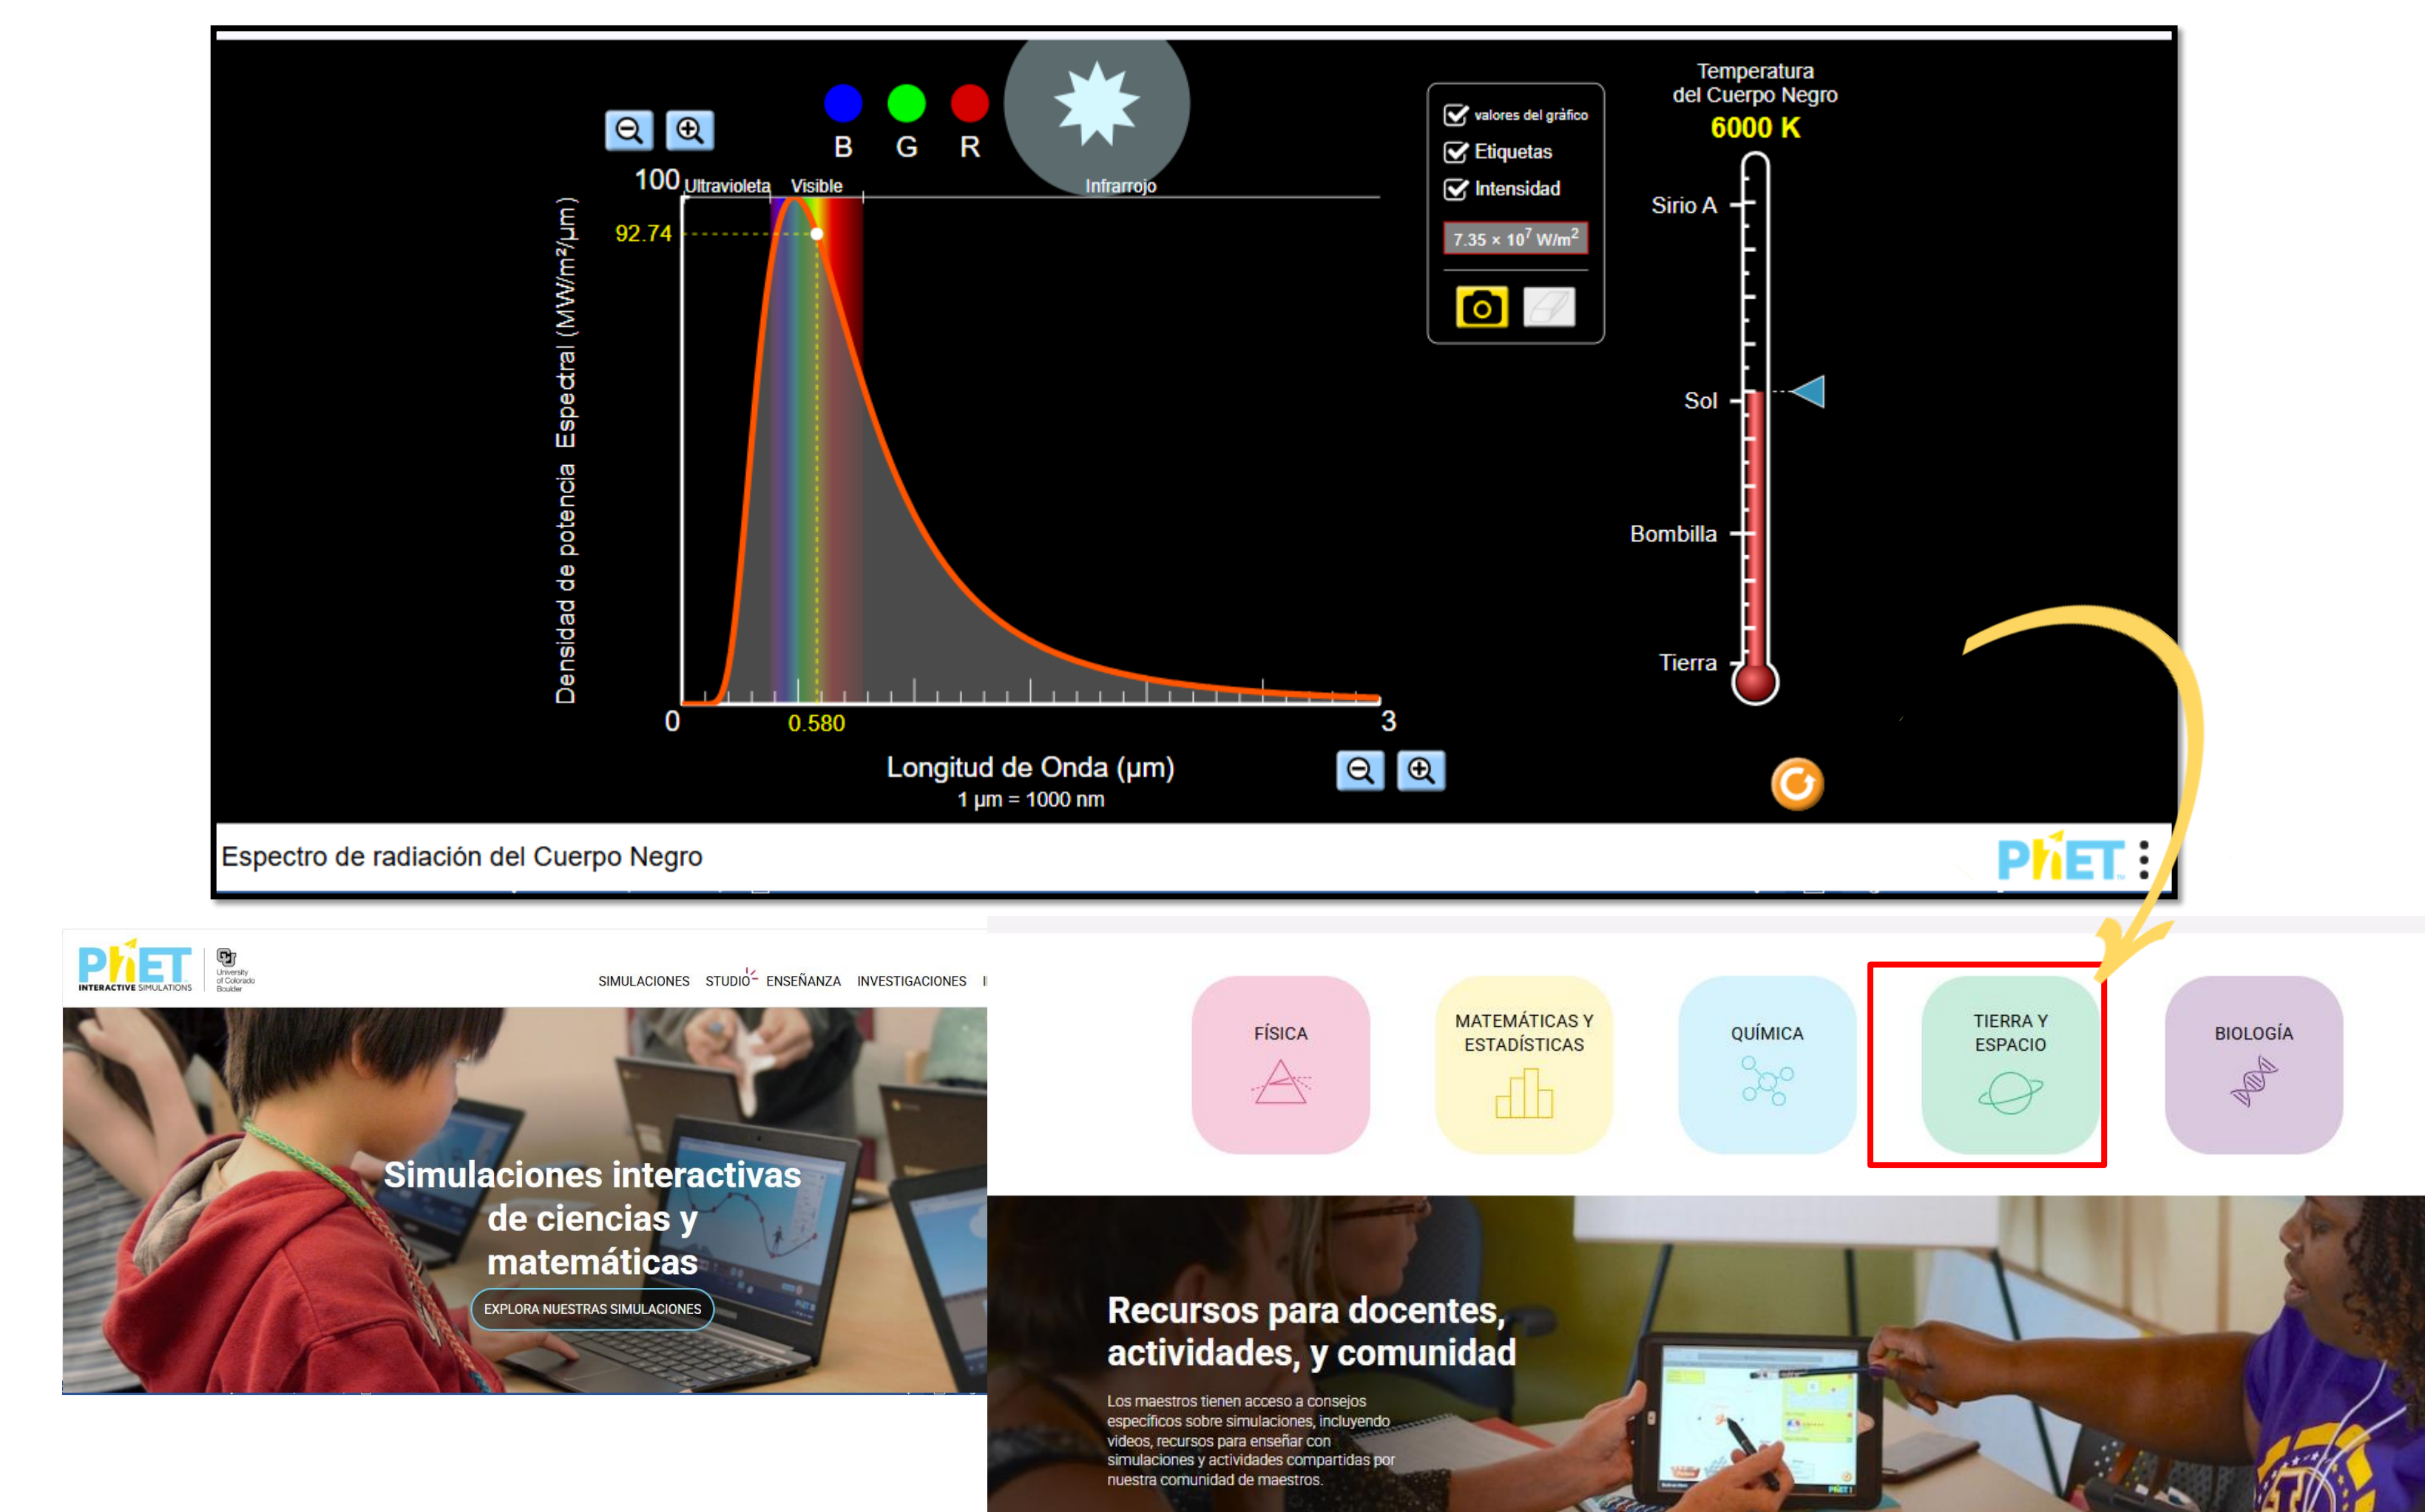 Temperatura
del Cuerpo Negro
6000 K
B G R
valores del gráfico
Etiquetas
Intensidad
7.35 × 10⁷ W/m²
100
Ultravioleta Visible Infrarrojo
92.74
Densidad de potencia Espectral (MW/m²/µm)
Sirio A
Sol
Bombilla
Tierra
0 0.580 3
Longitud de Onda (µm)
1 µm = 1000 nm
Espectro de radiación del Cuerpo Negro
PhET
PhET
INTERACTIVE SIMULATIONS
University
of Colorado
Boulder
SIMULACIONES STUDIO ENSEÑANZA INVESTIGACIONES
Simulaciones interactivas
de ciencias y
matemáticas
EXPLORA NUESTRAS SIMULACIONES
FÍSICA
MATEMÁTICAS Y
ESTADÍSTICAS
QUÍMICA
TIERRA Y
ESPACIO
BIOLOGÍA
Recursos para docentes,
actividades, y comunidad
Los maestros tienen acceso a consejos
específicos sobre simulaciones, incluyendo
videos, recursos para enseñar con
simulaciones y actividades compartidas por
nuestra comunidad de maestros.
PhET